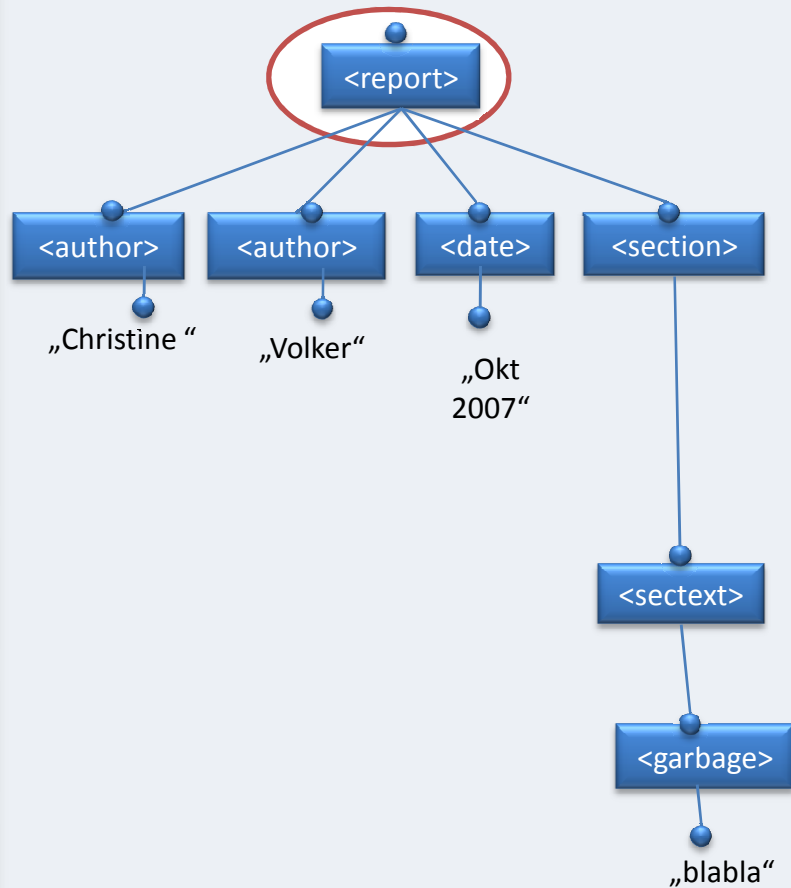 <report>
<author>
<author>
<date>
<section>
„Christine “
„Volker“
„Okt
2007“
<sectext>
<garbage>
„blabla“